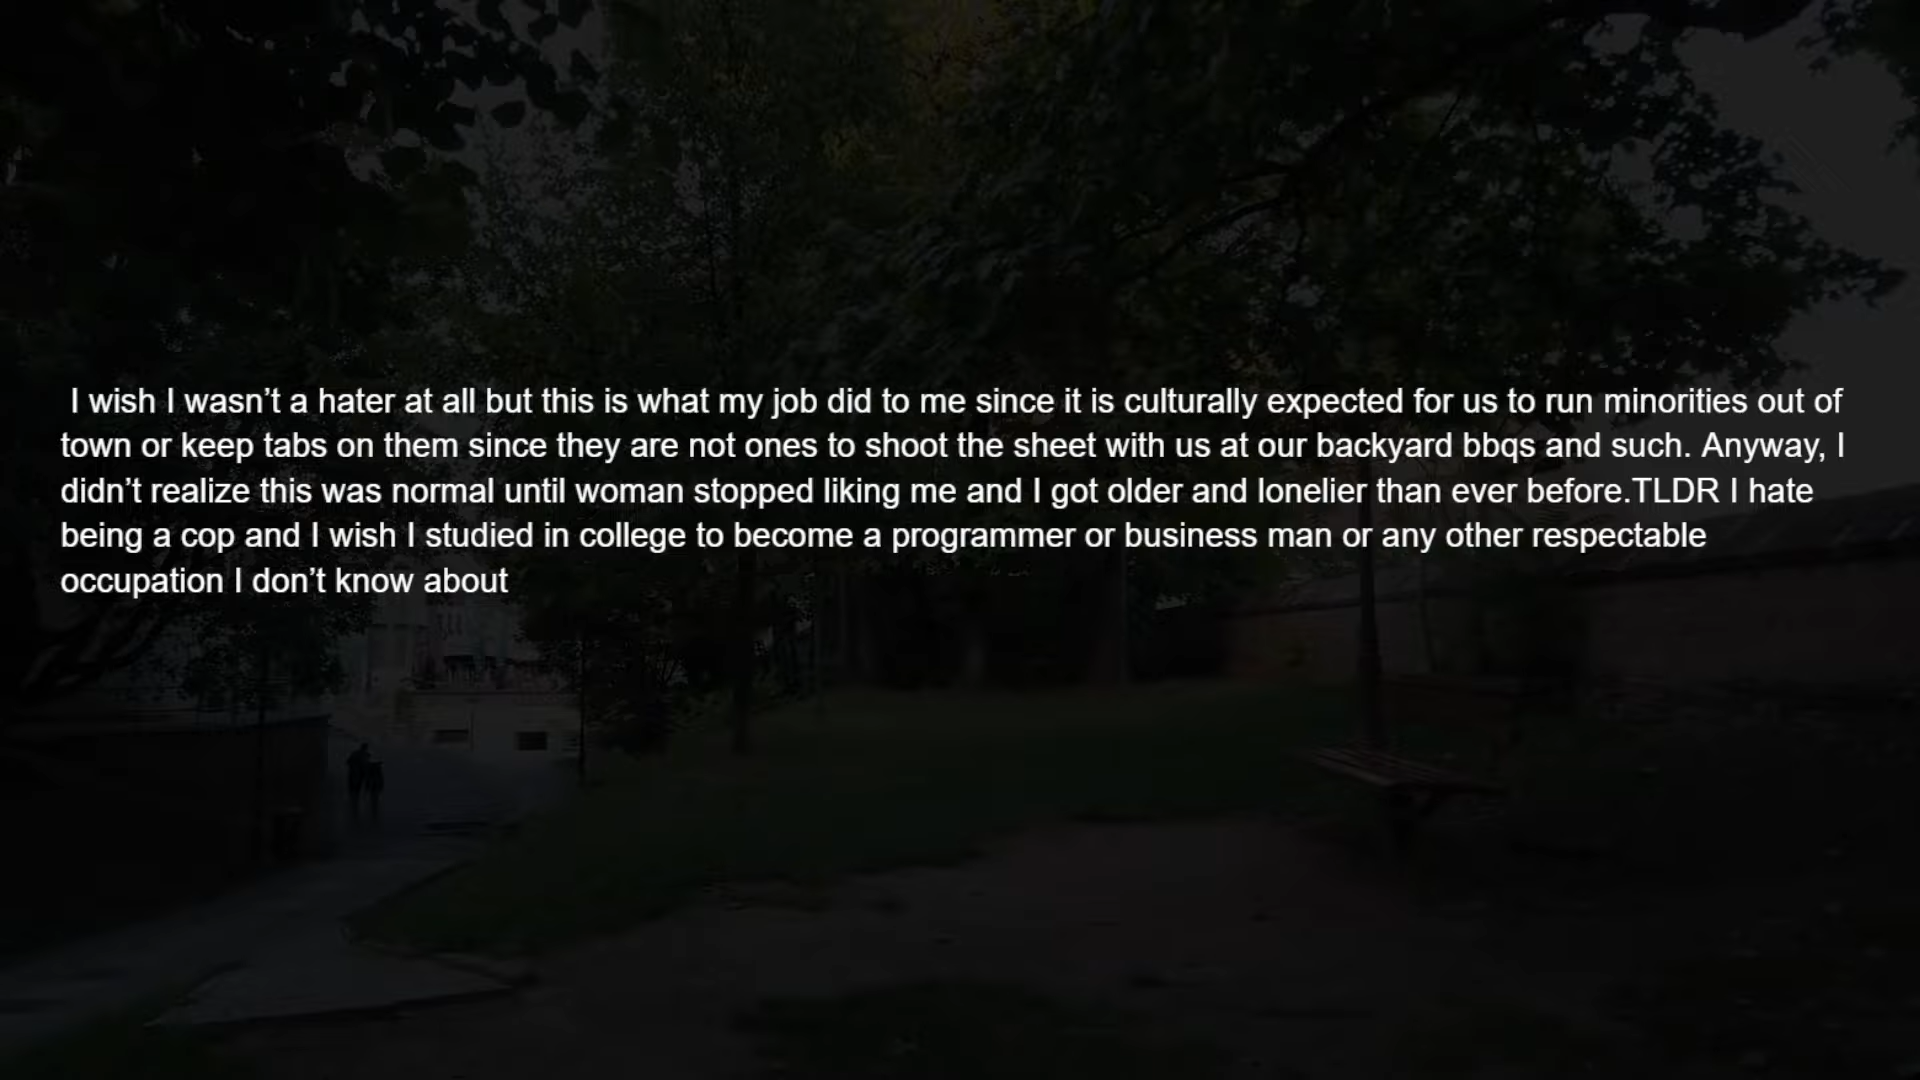 I wish I wasn’t a hater at all but this is what my job did to me since it is culturally expected for us to run minorities out of
town or keep tabs on them since they are not ones to shoot the sheet with us at our backyard bbqs and such. Anyway, I
didn’t realize this was normal until woman stopped liking me and I got older and lonelier than ever before.TLDR I hate
being a cop and I wish I studied in college to become a programmer or business man or any other respectable
occupation I don’t know about